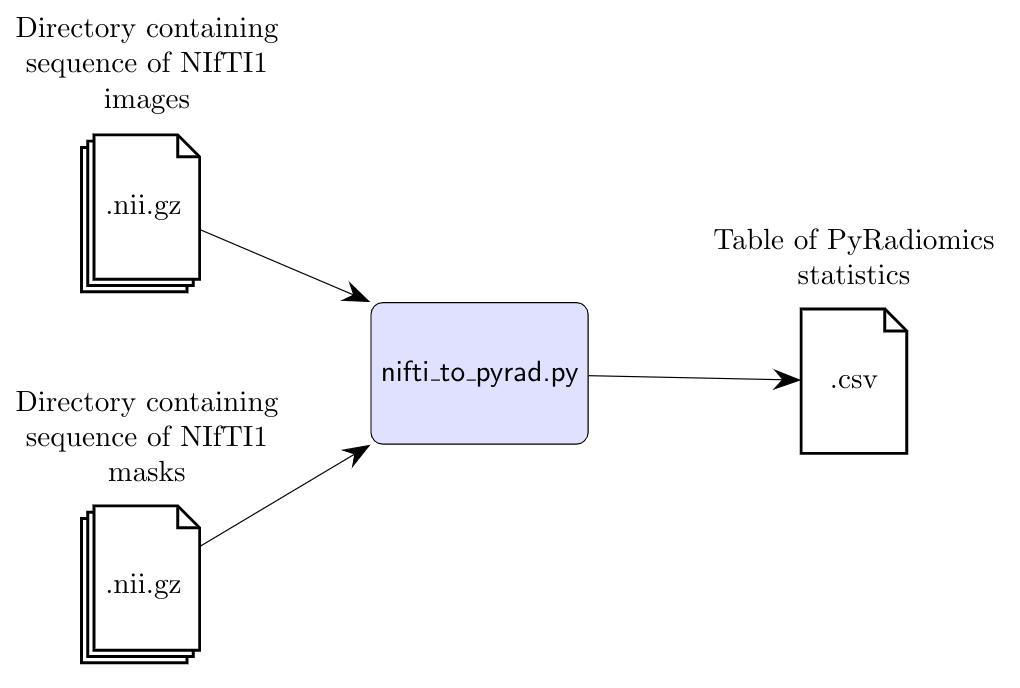 Directory containing
sequence of NIfTI1
images
.nii.gz
Directory containing
sequence of NIfTI1
masks
.nii.gz
nifti_to_pyrad.py
Table of PyRadiomics
statistics
.csv